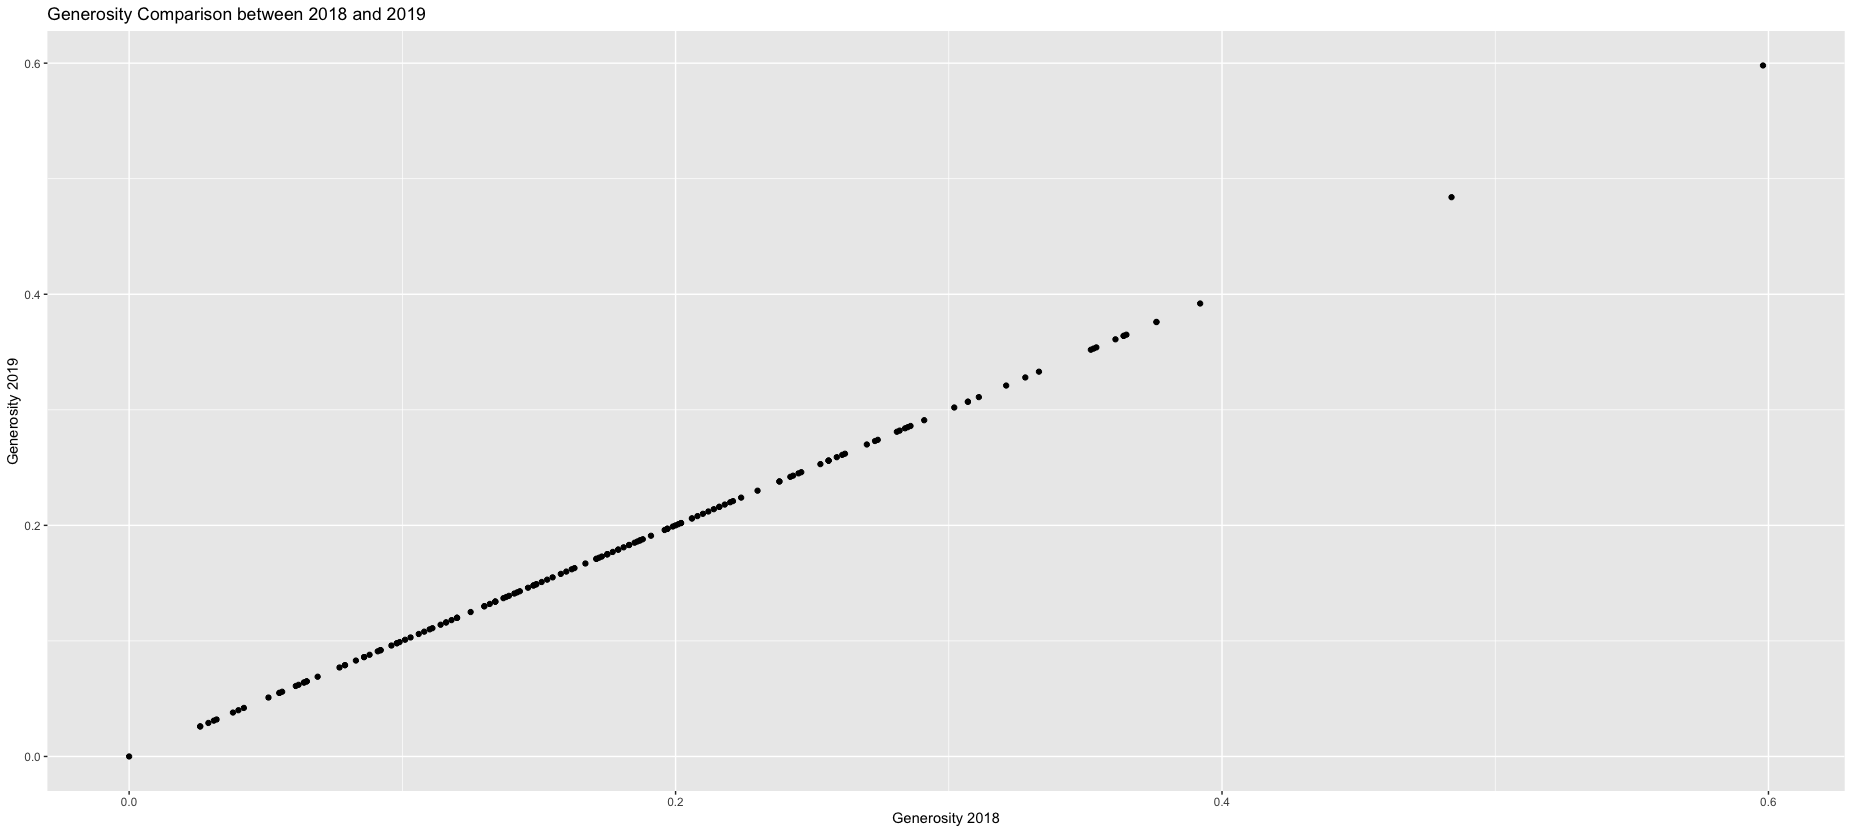 Generosity Comparison between 2018 and 2019
0.6
0.4
0.2
0.0
Generosity 2019
0.0 0.2 0.4 0.6
Generosity 2018